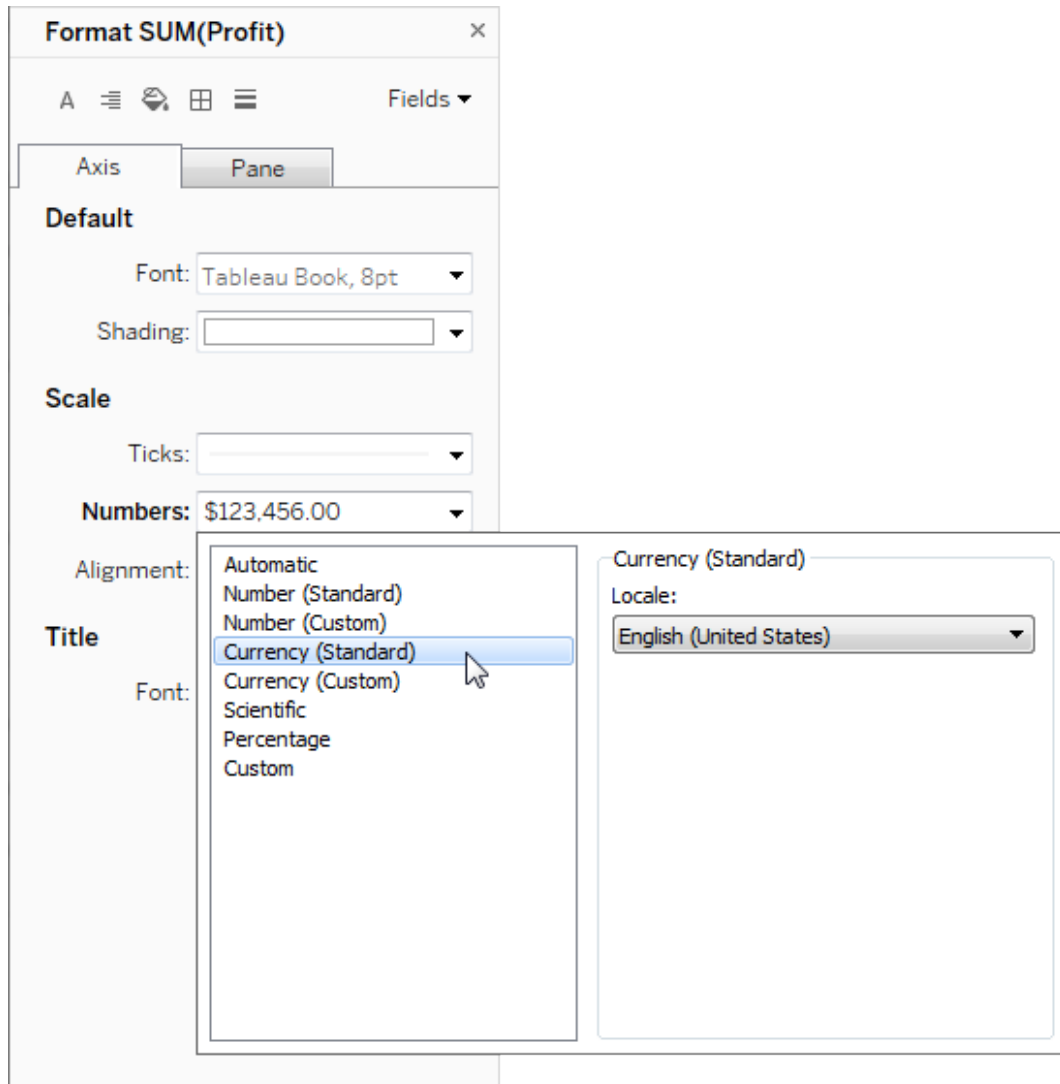 Format SUM(Profit) ×
A Fields
Axis Pane
Default
Font: Tableau Book, 8pt
Shading:
Scale
Ticks:
Numbers: $123,456.00
Alignment:
Automatic
Number (Standard)
Number (Custom)
Currency (Standard)
Currency (Custom)
Scientific
Percentage
Custom
Currency (Standard)
Locale:
English (United States)
Title
Font: